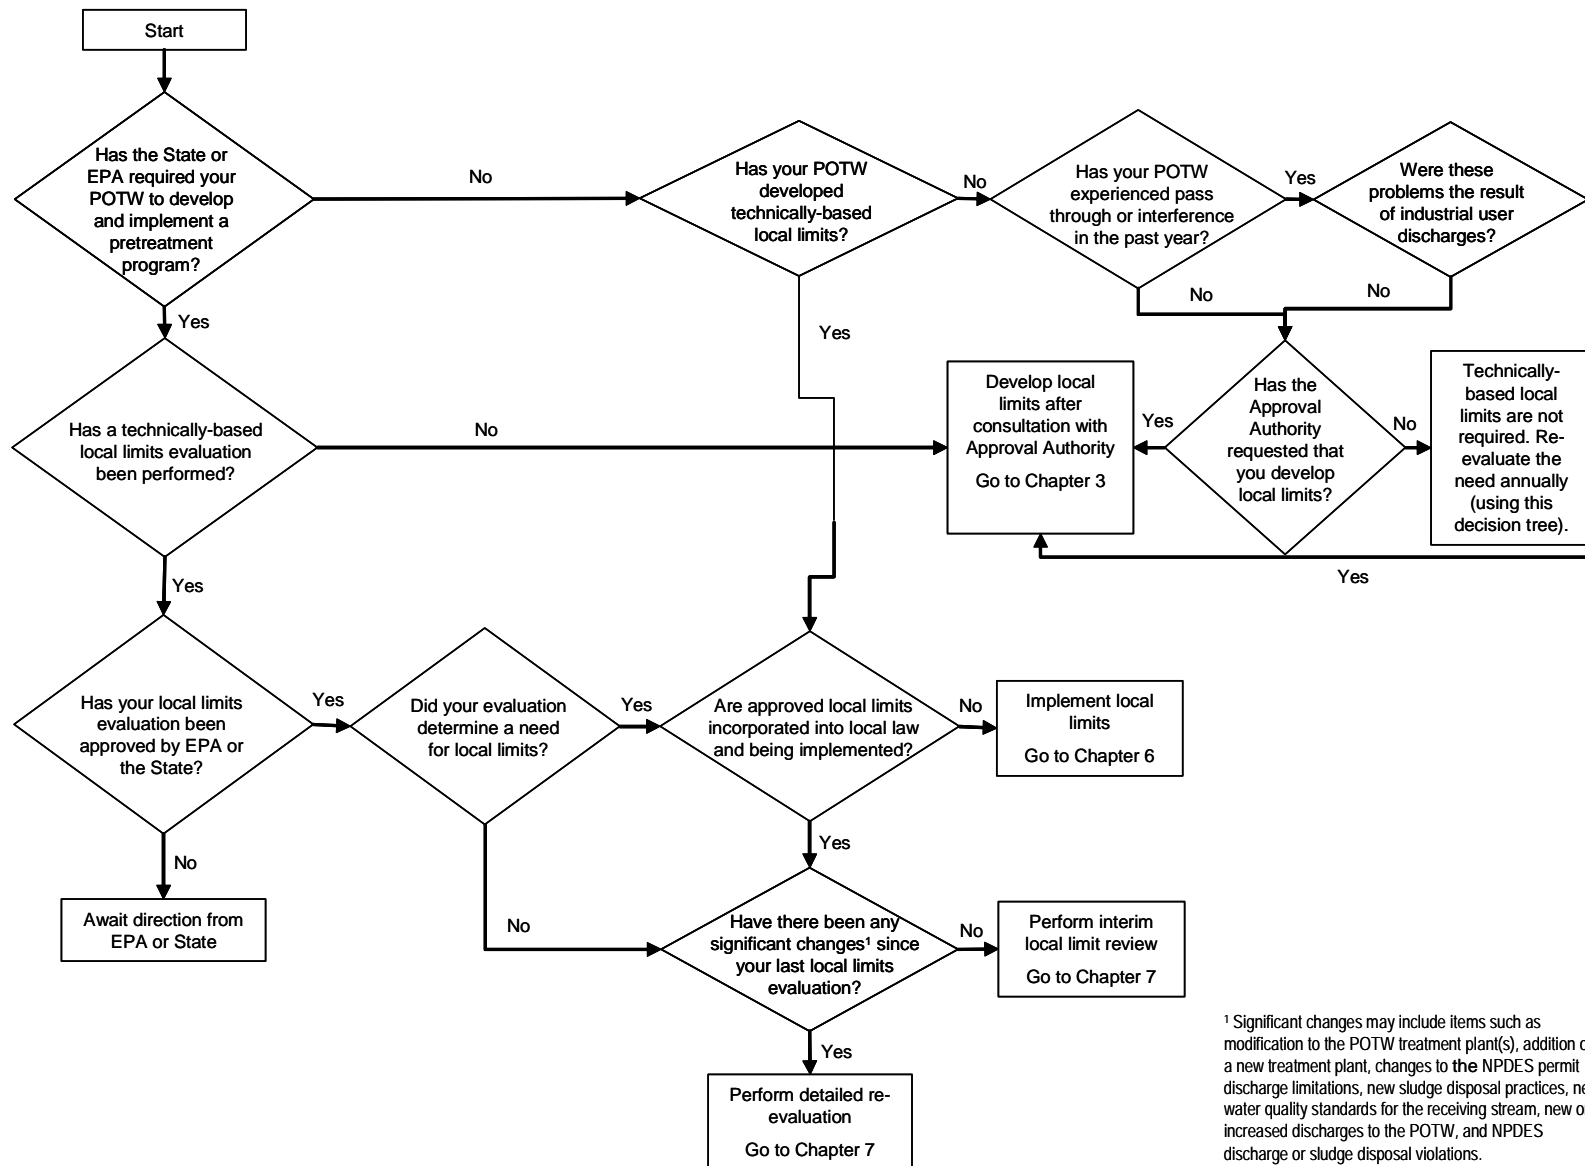 Start
Has the State or
EPA required your
POTW to develop
and implement a
pretreatment
program?
No
Has your POTW
developed
technically-based
local limits?
No
Has your POTW
experienced pass
through or interference
in the past year?
Yes
Were these
problems the result
of industrial user
discharges?
Yes
Yes
No
No
Has a technically-based
local limits evaluation
been performed?
No
Develop local
limits after
consultation with
Approval Authority
Go to Chapter 3
Yes
Has the
Approval
Authority
requested that
you develop
local limits?
No
Technically-
based local
limits are not
required. Re-
evaluate the
need annually
(using this
decision tree).
Yes
Yes
Has your local limits
evaluation been
approved by EPA or
the State?
Yes
Did your evaluation
determine a need
for local limits?
Yes
Are approved local limits
incorporated into local law
and being implemented?
No
Implement local
limits
Go to Chapter 6
No
Yes
Await direction from
EPA or State
No
Have there been any
significant changes¹ since
your last local limits
evaluation?
No
Perform interim
local limit review
Go to Chapter 7
Yes
Perform detailed re-
evaluation
Go to Chapter 7
¹ Significant changes may include items such as
modification to the POTW treatment plant(s), addition
a new treatment plant, changes to the NPDES permit
discharge limitations, new sludge disposal practices,
water quality standards for the receiving stream, new
increased discharges to the POTW, and NPDES
discharge or sludge disposal violations.